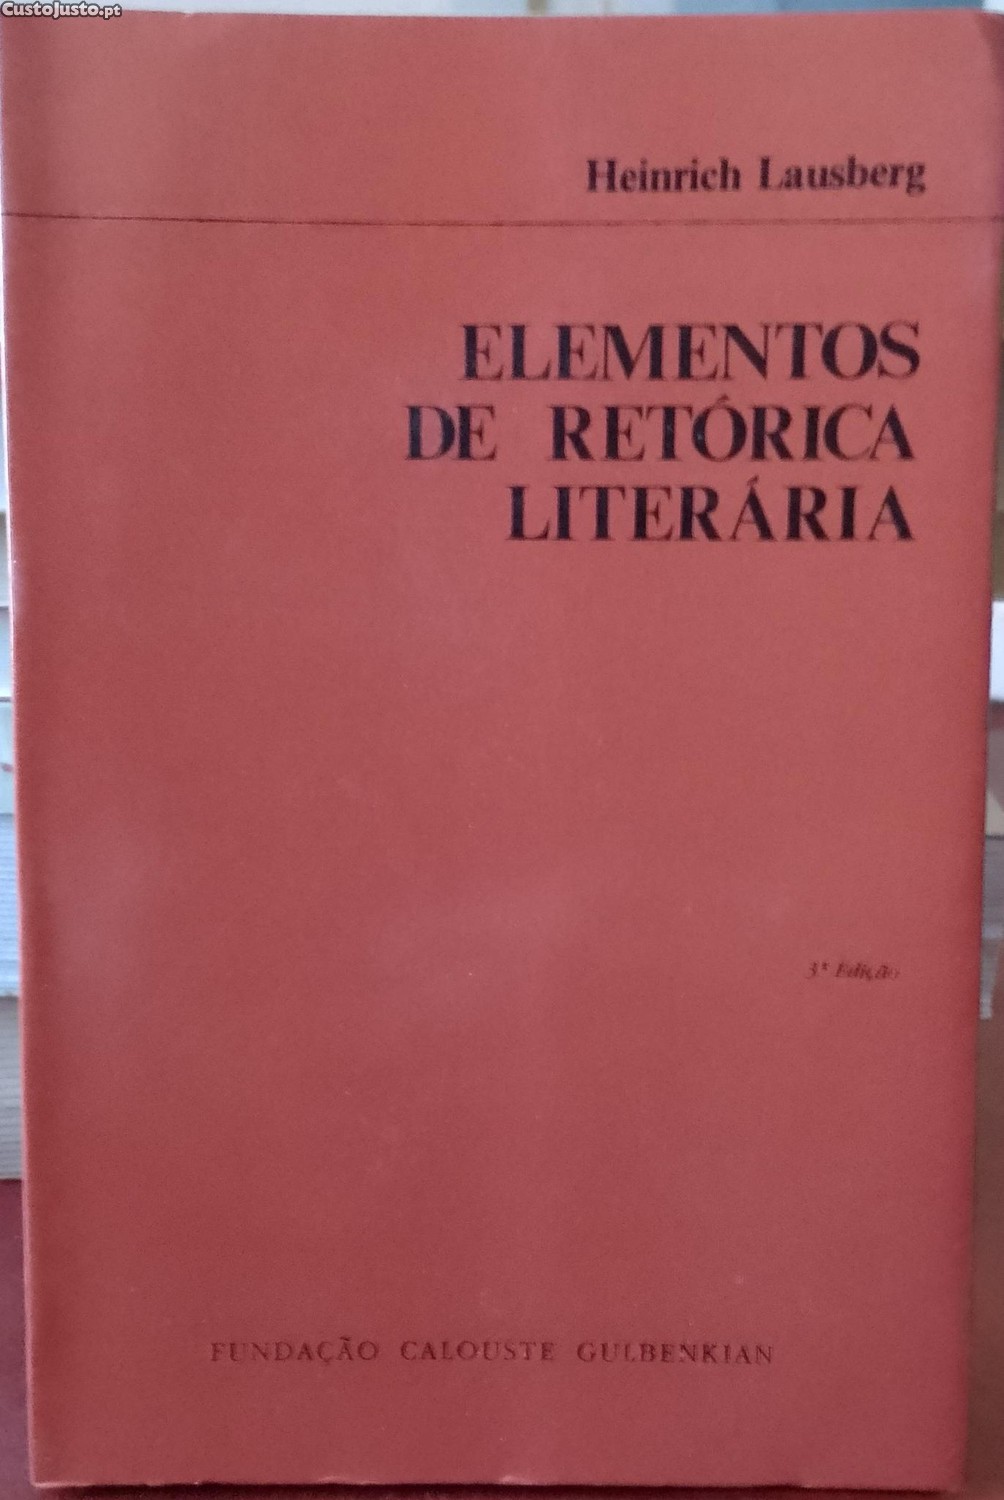 CustoJusto.pt
Heinrich Lausberg
ELEMENTOS
DE RETÓRICA
LITERÁRIA
3ª Edição
FUNDAÇÃO CALOUSTE GULBENKIAN